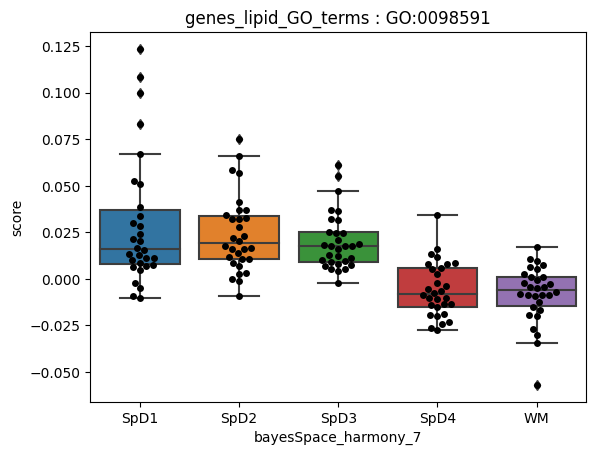 genes_lipid_GO_terms : GO:0098591
0.125
0.100
0.075
0.050
0.025
0.000
−0.025
−0.050
score
SpD1 SpD2 SpD3 SpD4 WM
bayesSpace_harmony_7